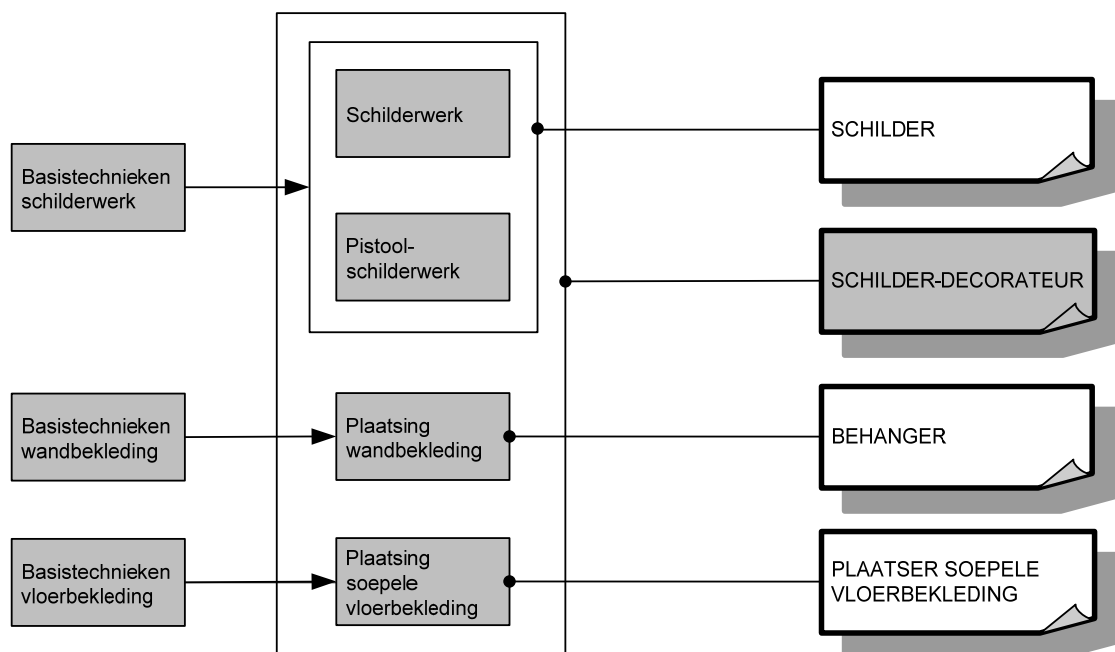 Schilderwerk
SCHILDER
Basistechnieken
schilderwerk
Pistool-
schilderwerk
SCHILDER-DECORATEUR
Basistechnieken
wandbekleding
Plaatsing
wandbekleding
BEHANGER
Basistechnieken
vloerbekleding
Plaatsing
soepele
vloerbekleding
PLAATSER SOEPELE
VLOERBEKLEDING